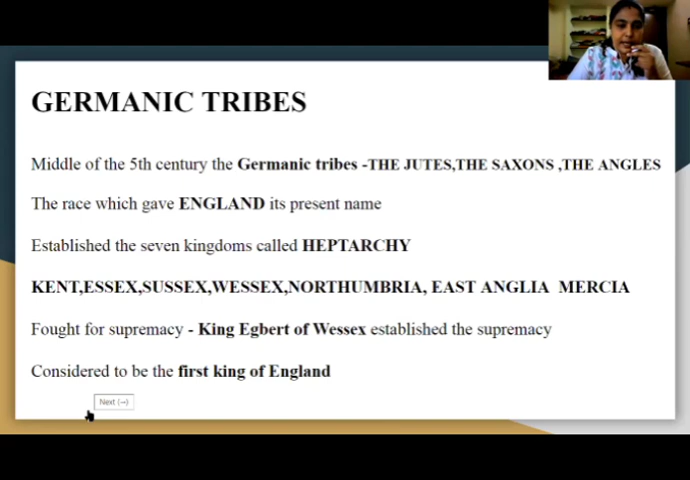 GERMANIC TRIBES
Middle of the 5th century the Germanic tribes -THE JUTES,THE SAXONS ,THE ANGLES
The race which gave ENGLAND its present name
Established the seven kingdoms called HEPTARCHY
KENT,ESSEX,SUSSEX,WESSEX,NORTHUMBRIA, EAST ANGLIA MERCIA
Fought for supremacy - King Egbert of Wessex established the supremacy
Considered to be the first king of England
Next (→)